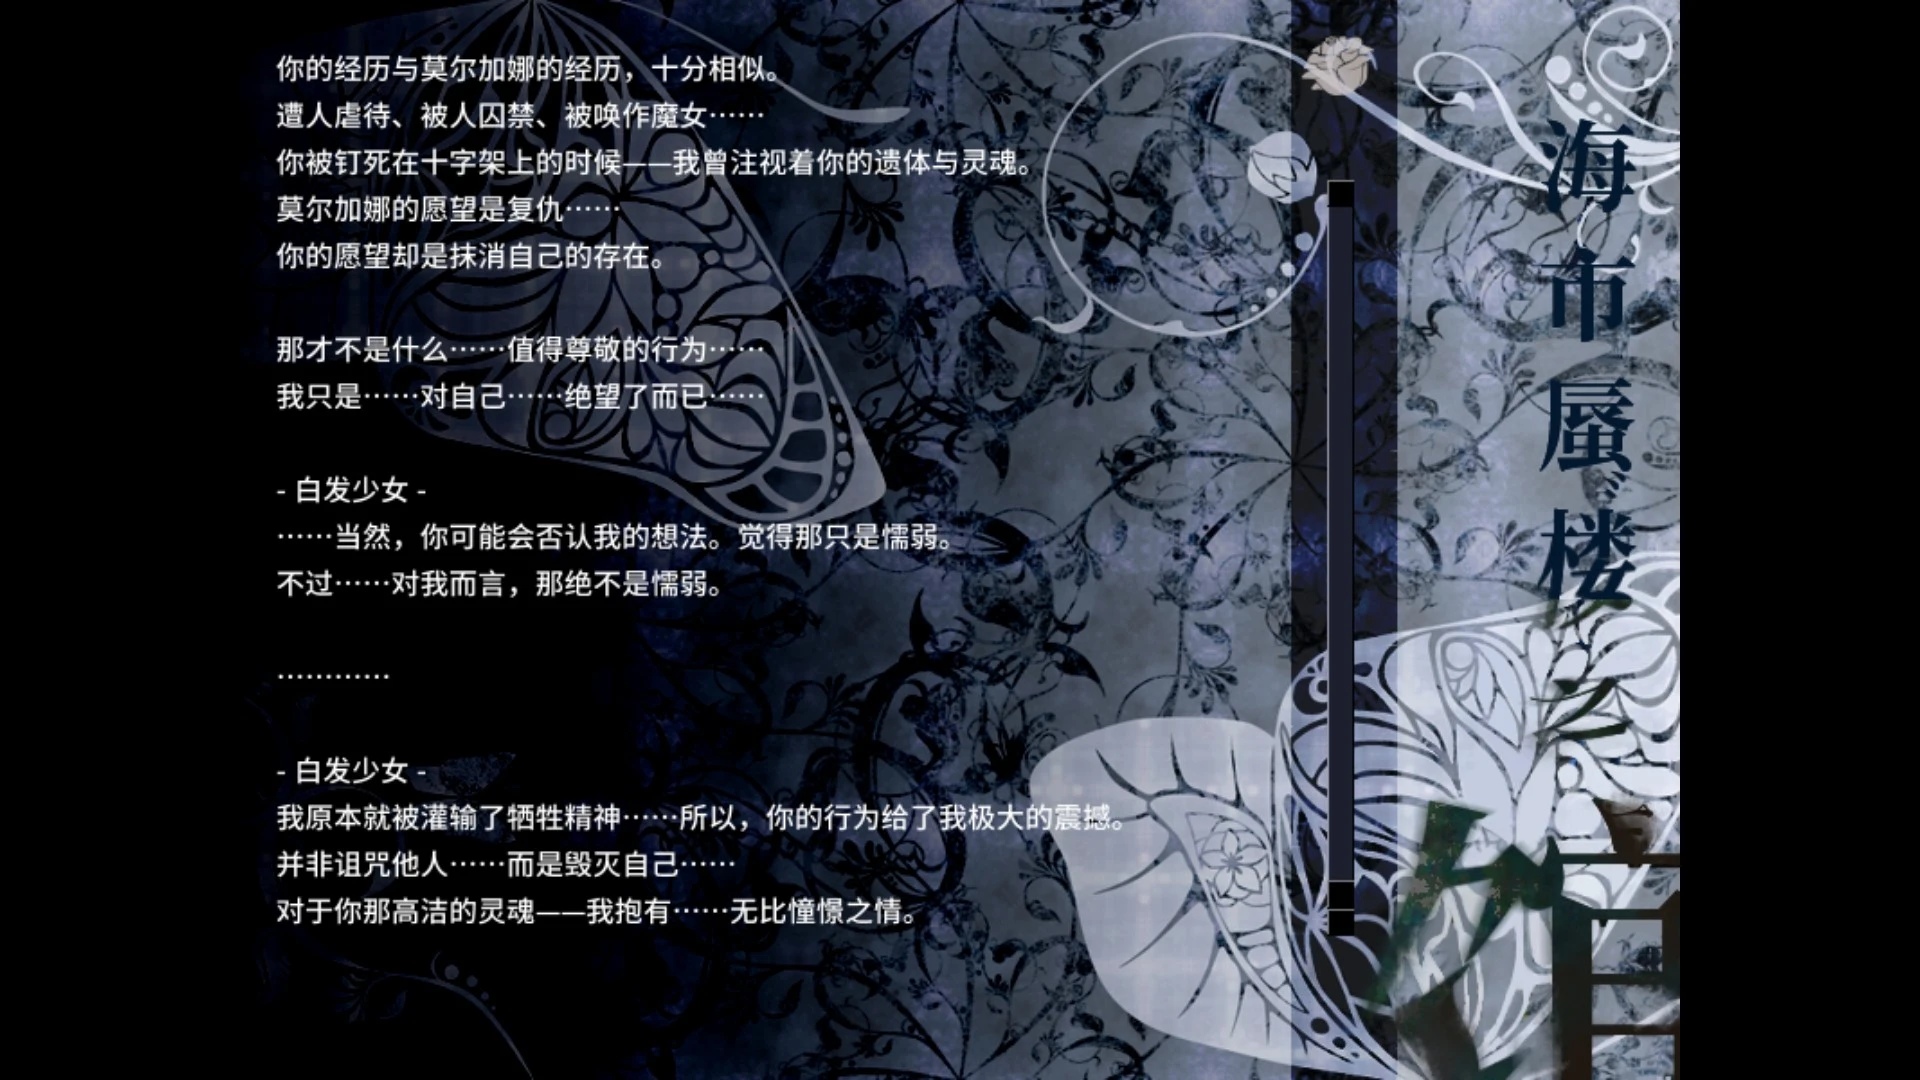 你的经历与莫尔加娜的经历，十分相似。
遭人虐待、被人囚禁、被唤作魔女……
你被钉死在十字架上的时候——我曾注视着你的遗体与灵魂。
莫尔加娜的愿望是复仇……
你的愿望却是抹消自己的存在。
那才不是什么……值得尊敬的行为……
我只是……对自己……绝望了而已……
- 白发少女 -
……当然，你可能会否认我的想法。觉得那只是懦弱。
不过……对我而言，那绝不是懦弱。
…………
- 白发少女 -
我原本就被灌输了牺牲精神……所以，你的行为给了我极大的震撼。
并非诅咒他人……而是毁灭自己……
对于你那高洁的灵魂——我抱有……无比憧憬之情。
海市蜃楼之